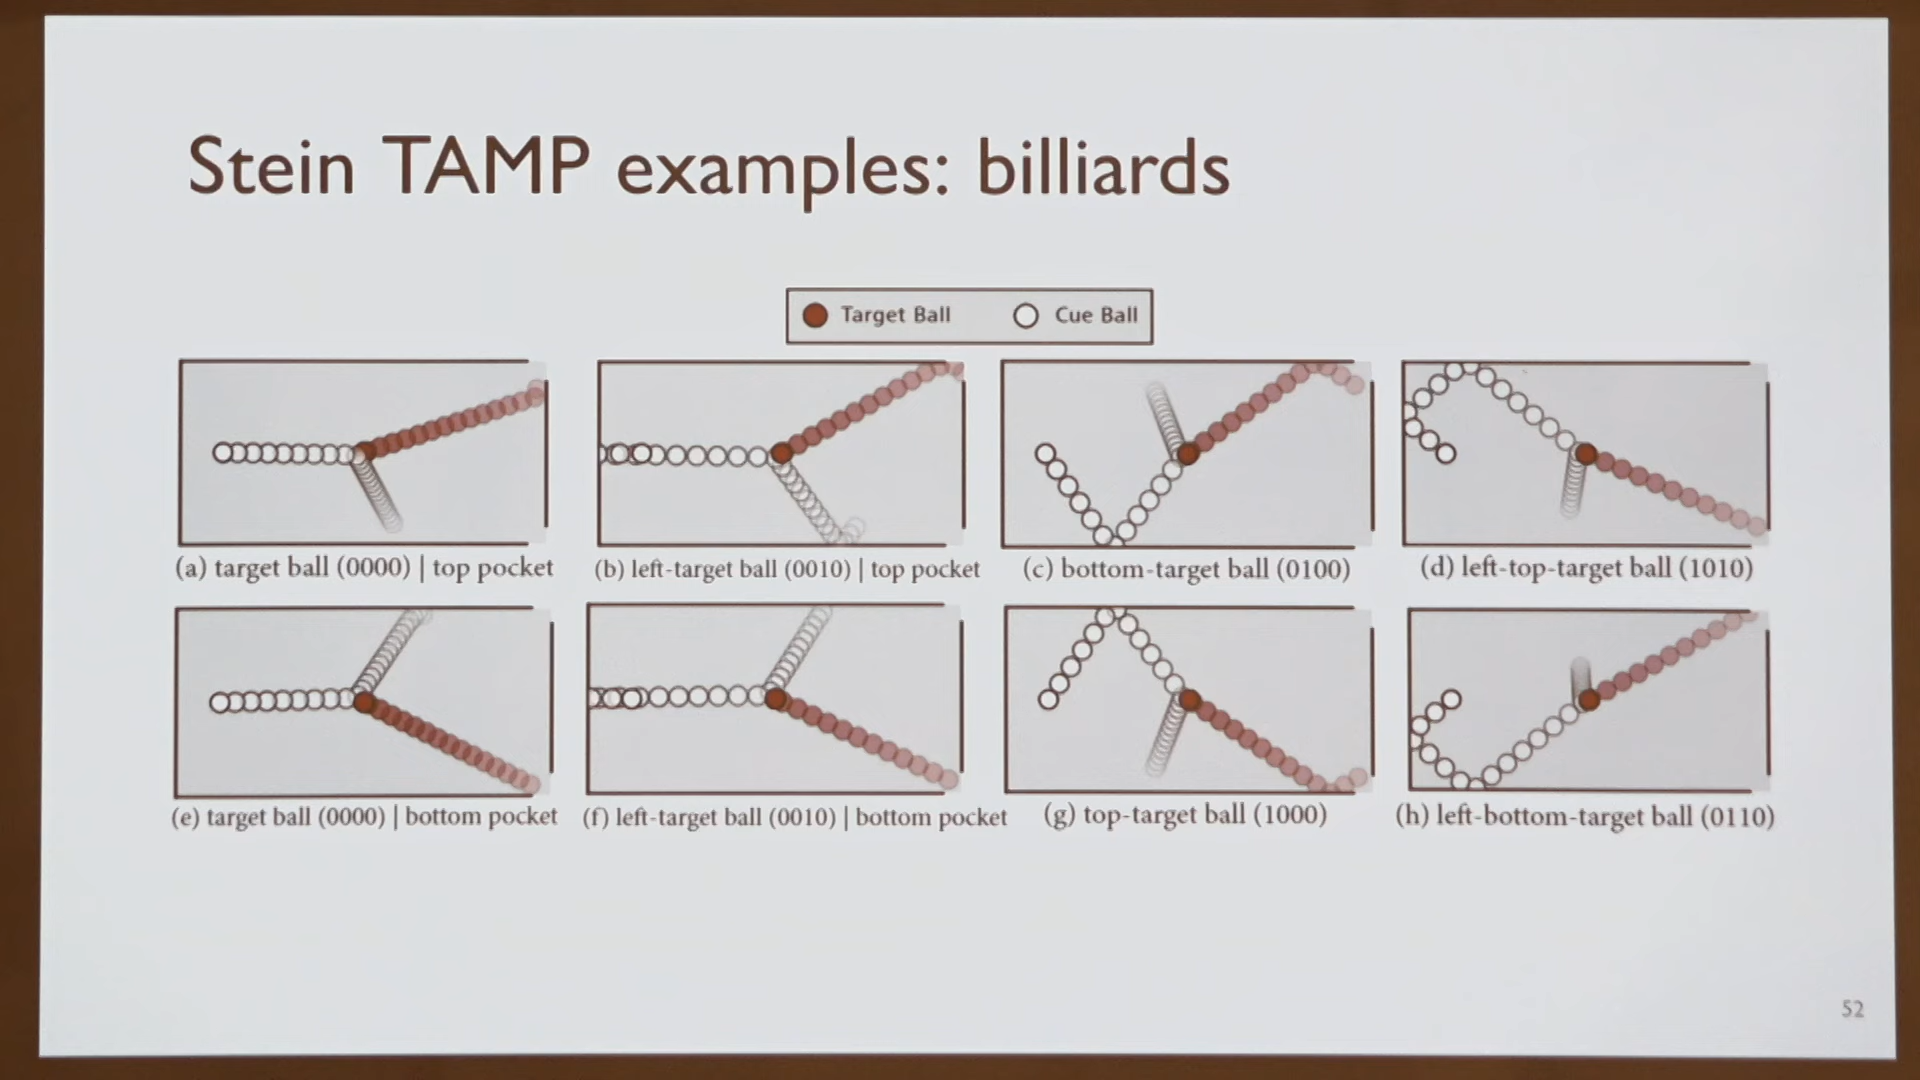 Stein TAMP examples: billiards
Target Ball Cue Ball
(a) target ball (0000) | top pocket
(b) left-target ball (0010) | top pocket
(c) bottom-target ball (0100)
(d) left-top-target ball (1010)
(e) target ball (0000) | bottom pocket
(f) left-target ball (0010) | bottom pocket
(g) top-target ball (1000)
(h) left-bottom-target ball (0110)
52